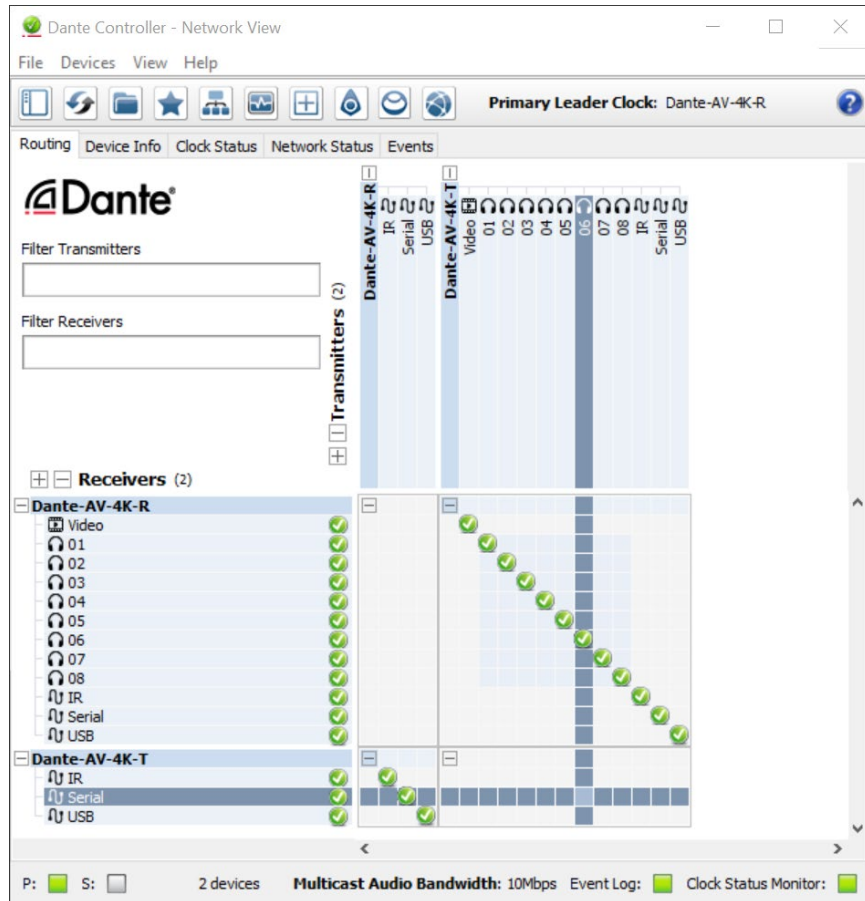 Dante Controller - Network View
File Devices View Help
Primary Leader Clock: Dante-AV-4K-R
Routing Device Info Clock Status Network Status Events
Dante®
Filter Transmitters
Filter Receivers
Transmitters (2)
Dante-AV-4K-R
IR
Serial
USB
Dante-AV-4K-T
Video
01
02
03
04
05
06
07
08
IR
Serial
USB
Receivers (2)
Dante-AV-4K-R
Video
01
02
03
04
05
06
07
08
IR
Serial
USB
Dante-AV-4K-T
IR
Serial
USB
P: S: 2 devices Multicast Audio Bandwidth: 10Mbps Event Log: Clock Status Monitor: